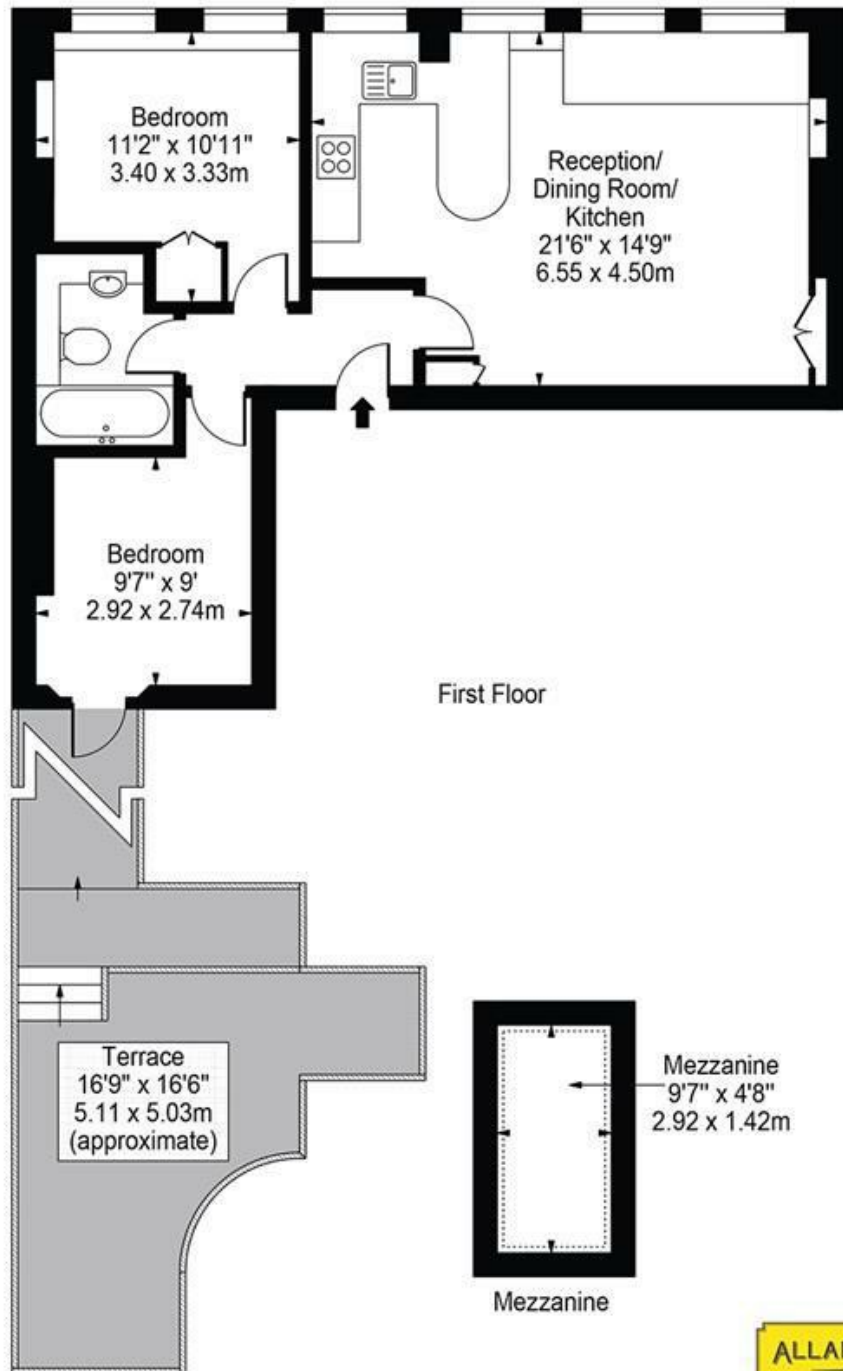 Bedroom
11'2" x 10'11"
3.40 x 3.33m
Reception/
Dining Room/
Kitchen
21'6" x 14'9"
6.55 x 4.50m
Bedroom
9'7" x 9'
2.92 x 2.74m
First Floor
Terrace
16'9" x 16'6"
5.11 x 5.03m
(approximate)
Mezzanine
9'7" x 4'8"
2.92 x 1.42m
Mezzanine